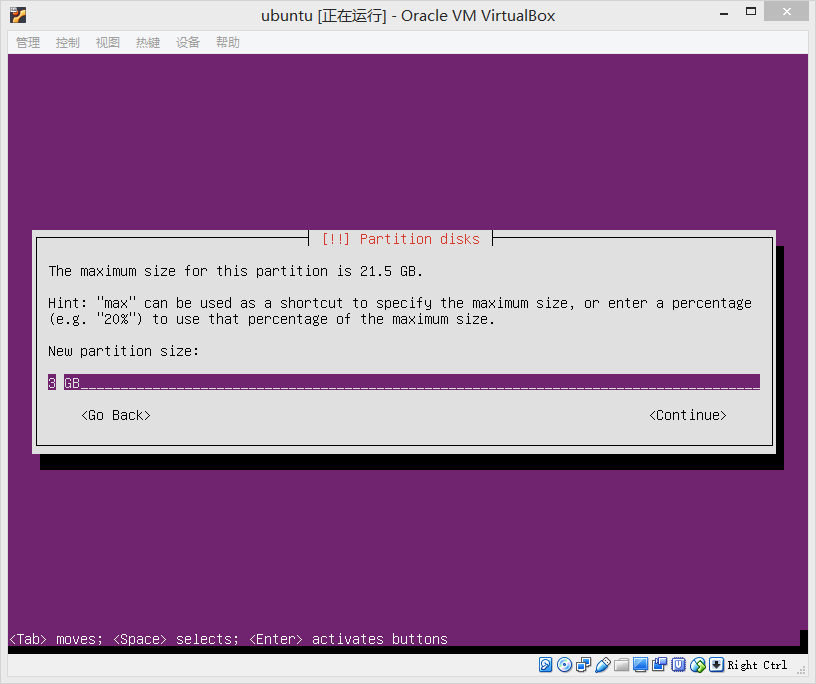 ubuntu [正在运行] - Oracle VM VirtualBox
管理 控制 视图 热键 设备 帮助
[!!] Partition disks
The maximum size for this partition is 21.5 GB.
Hint: "max" can be used as a shortcut to specify the maximum size, or enter a percentage
(e.g. "20%") to use that percentage of the maximum size.
New partition size:
3 GB
<Go Back> <Continue>
<Tab> moves; <Space> selects; <Enter> activates buttons
Right Ctrl